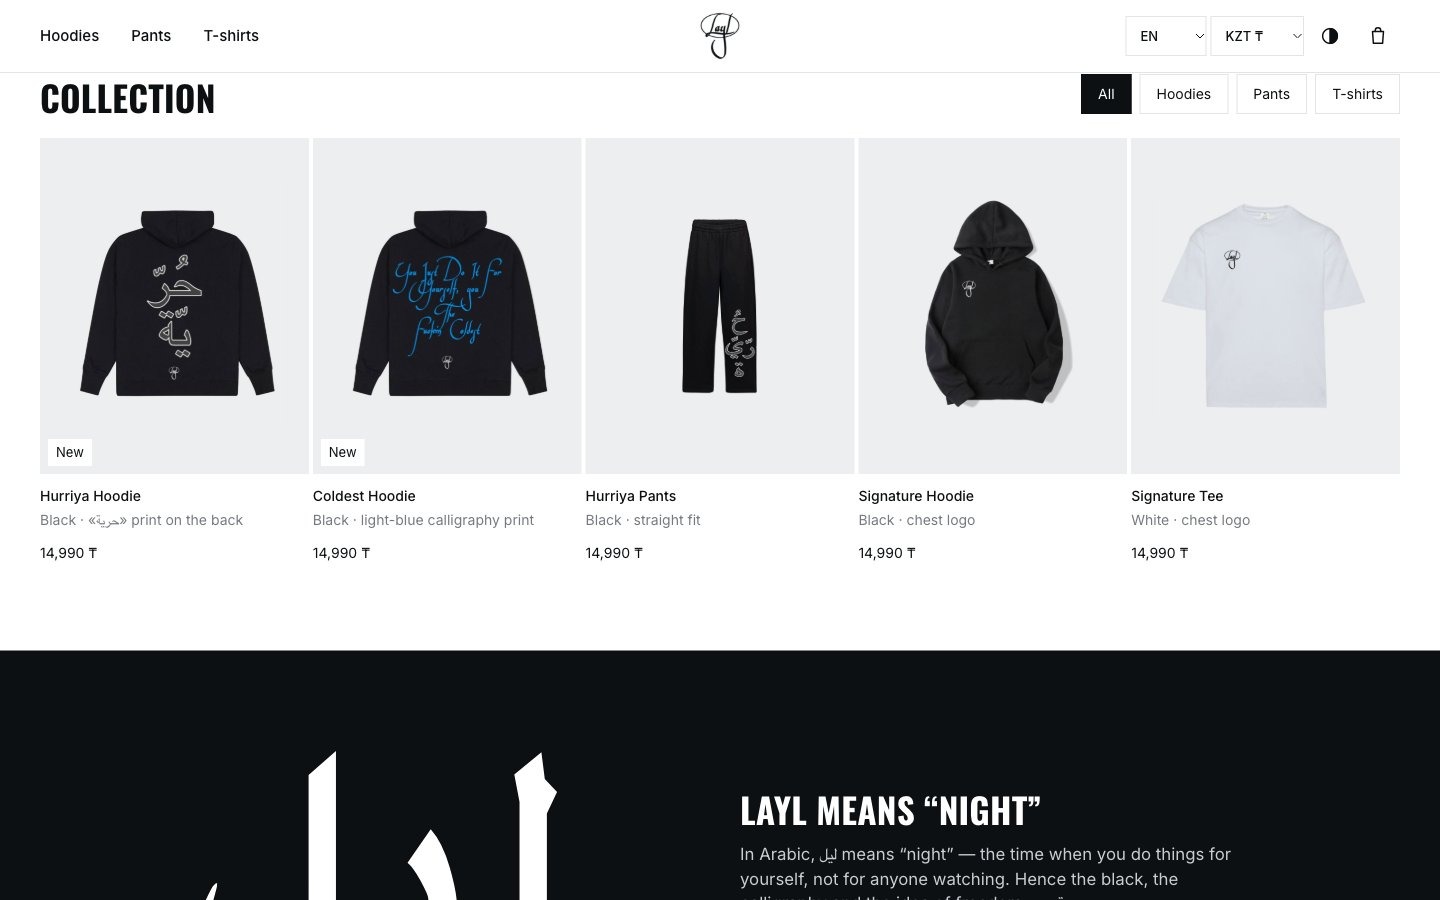 Hoodies Pants T-shirts
Layl
EN KZT ₸
COLLECTION
All Hoodies Pants T-shirts
حُرّ
يّة
You Just Do It For
Yourself, you
The
Fuckin Coldest
New
New
Hurriya Hoodie
Black · «حرية» print on the back
14,990 ₸
Coldest Hoodie
Black · light-blue calligraphy print
14,990 ₸
Hurriya Pants
Black · straight fit
14,990 ₸
Signature Hoodie
Black · chest logo
14,990 ₸
Signature Tee
White · chest logo
14,990 ₸
LAYL MEANS “NIGHT”
In Arabic, ليل means “night” — the time when you do things for
yourself, not for anyone watching. Hence the black, the